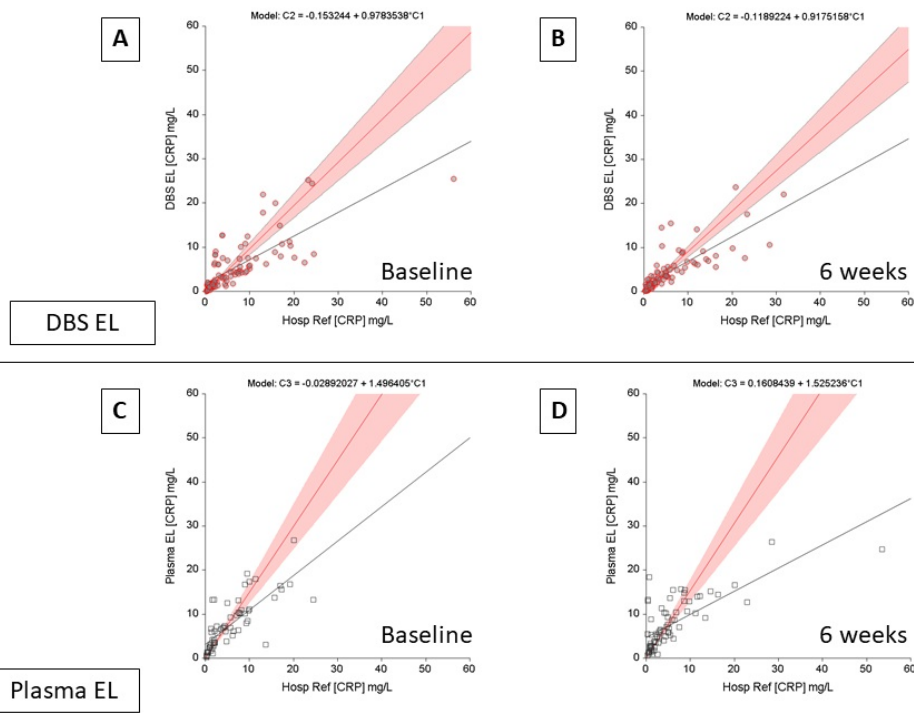 A
Model: C2 = -0.153244 + 0.9783538*C1
60
50
40
30
20
10
0
DBS EL [CRP] mg/L
Baseline
0 10 20 30 40 50 60
Hosp Ref [CRP] mg/L
B
Model: C2 = -0.1189224 + 0.9175158*C1
60
50
40
30
20
10
0
DBS EL [CRP] mg/L
6 weeks
0 10 20 30 40 50 60
Hosp Ref [CRP] mg/L
DBS EL
C
Model: C3 = -0.02892027 + 1.496405*C1
60
50
40
30
20
10
0
Plasma EL [CRP] mg/L
Baseline
0 10 20 30 40 50 60
Hosp Ref [CRP] mg/L
D
Model: C3 = 0.1608439 + 1.525236*C1
60
50
40
30
20
10
0
Plasma EL [CRP] mg/L
6 weeks
0 10 20 30 40 50 60
Hosp Ref [CRP] mg/L
Plasma EL